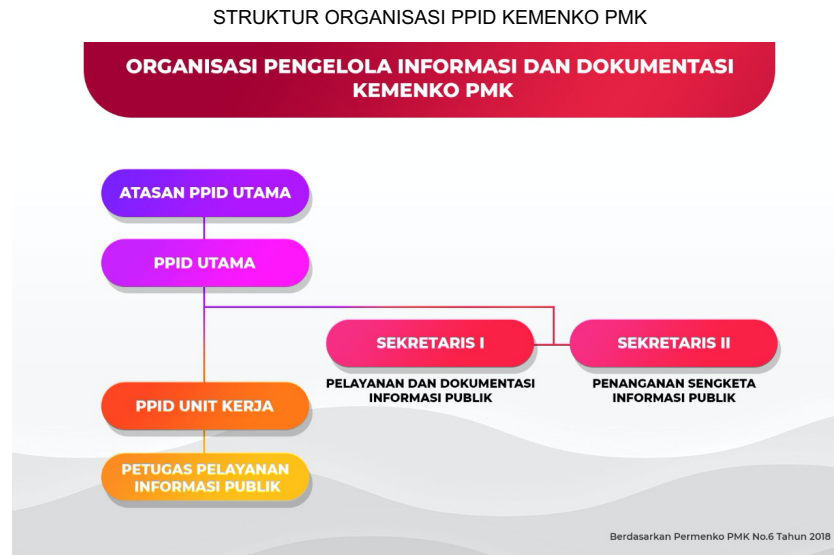 STRUKTUR ORGANISASI PPID KEMENKO PMK
ORGANISASI PENGELOLA INFORMASI DAN DOKUMENTASI
KEMENKO PMK
ATASAN PPID UTAMA
PPID UTAMA
SEKRETARIS I
PELAYANAN DAN DOKUMENTASI
INFORMASI PUBLIK
SEKRETARIS II
PENANGANAN SENGKETA
INFORMASI PUBLIK
PPID UNIT KERJA
PETUGAS PELAYANAN
INFORMASI PUBLIK
Berdasarkan Permenko PMK No.6 Tahun 2018